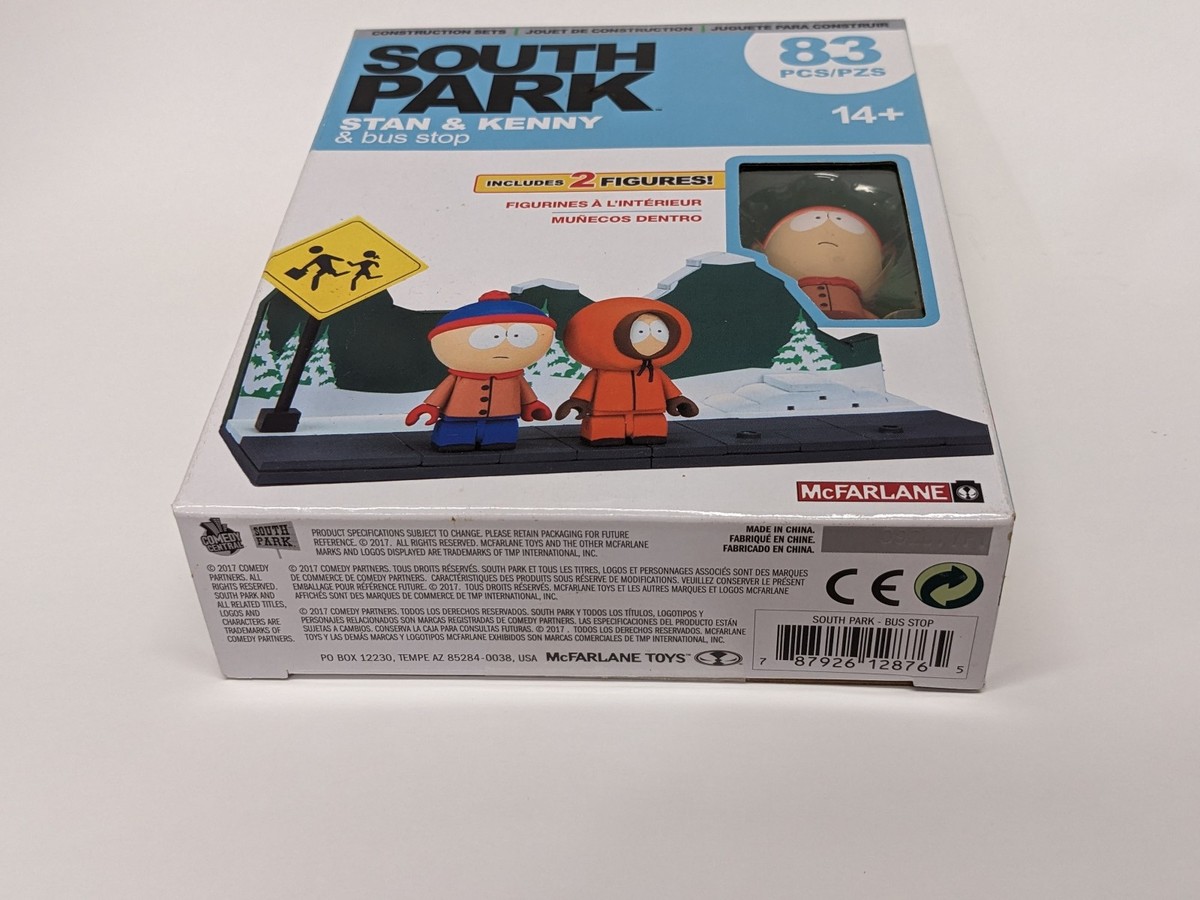 CONSTRUCTION SETS | JOUET DE CONSTRUCTION | JUGUETE PARA CONSTRUIR
SOUTH
PARK™
STAN & KENNY
& bus stop
83
PCS/PZS
14+
INCLUDES 2 FIGURES!
FIGURINES À L'INTÉRIEUR
MUÑECOS DENTRO
McFARLANE
COMEDY
CENTRAL
SOUTH
PARK
PRODUCT SPECIFICATIONS SUBJECT TO CHANGE. PLEASE RETAIN PACKAGING FOR FUTURE
REFERENCE. © 2017. ALL RIGHTS RESERVED. MCFARLANE TOYS AND THE OTHER MCFARLANE
MARKS AND LOGOS DISPLAYED ARE TRADEMARKS OF TMP INTERNATIONAL, INC.
MADE IN CHINA.
FABRIQUÉ EN CHINE.
FABRICADO EN CHINA.
© 2017 COMEDY
PARTNERS. ALL
RIGHTS RESERVED.
SOUTH PARK AND
ALL RELATED TITLES,
LOGOS AND
CHARACTERS ARE
TRADEMARKS OF
COMEDY PARTNERS.
© 2017 COMEDY PARTNERS. TOUS DROITS RÉSERVÉS. SOUTH PARK ET TOUS LES TITRES, LOGOS ET PERSONNAGES ASSOCIÉS SONT DES MARQUES
DE COMMERCE DE COMEDY PARTNERS. CARACTÉRISTIQUES DES PRODUITS SOUS RÉSERVE DE MODIFICATIONS. VEUILLEZ CONSERVER LE PRÉSENT
EMBALLAGE POUR RÉFÉRENCE FUTURE. © 2017. TOUS DROITS RÉSERVÉS. MCFARLANE TOYS ET LES AUTRES MARQUES ET LOGOS MCFARLANE
AFFICHÉS SONT DES MARQUES DE COMMERCE DE TMP INTERNATIONAL, INC.
© 2017 COMEDY PARTNERS. TODOS LOS DERECHOS RESERVADOS. SOUTH PARK Y TODOS LOS TÍTULOS, LOGOTIPOS Y
PERSONAJES RELACIONADOS SON MARCAS REGISTRADAS DE COMEDY PARTNERS. LAS ESPECIFICACIONES DEL PRODUCTO ESTÁN
SUJETAS A CAMBIOS. CONSERVA LA CAJA PARA CONSULTAS FUTURAS. © 2017. TODOS LOS DERECHOS RESERVADOS. MCFARLANE
TOYS Y LAS DEMÁS MARCAS Y LOGOTIPOS MCFARLANE EXHIBIDOS SON MARCAS COMERCIALES DE TMP INTERNATIONAL, INC.
PO BOX 12230, TEMPE AZ 85284-0038, USA McFARLANE TOYS™
CE
SOUTH PARK - BUS STOP
7 87926 12876 5